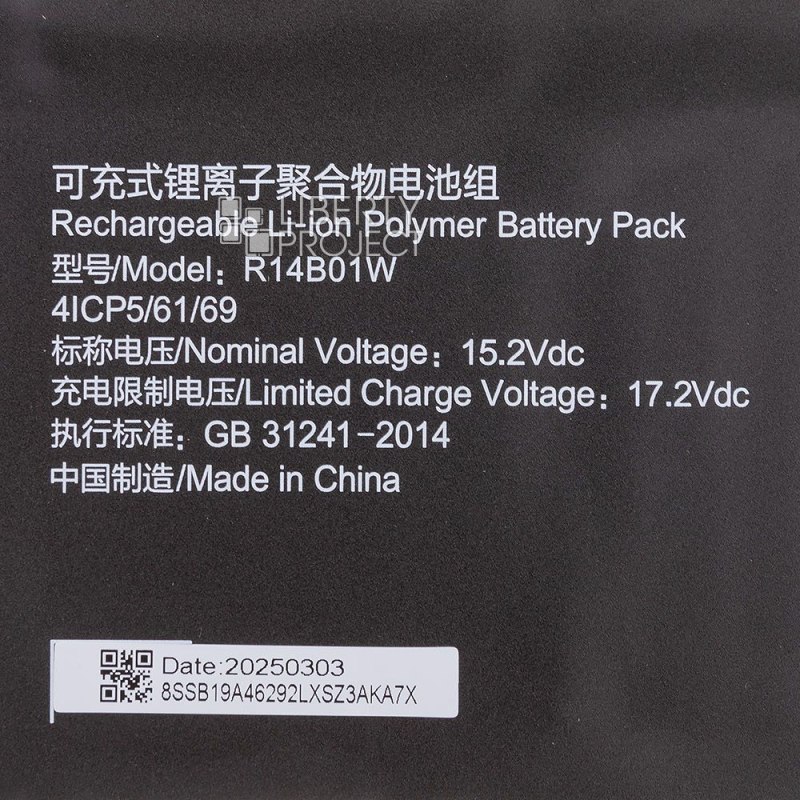 可充式锂离子聚合物电池组
Rechargeable Li-ion Polymer Battery Pack
LIBERTY
PROJECT
型号/Model：R14B01W
4ICP5/61/69
标称电压/Nominal Voltage：15.2Vdc
充电限制电压/Limited Charge Voltage：17.2Vdc
执行标准：GB 31241-2014
中国制造/Made in China
Date:20250303
8SSB19A46292LXSZ3AKA7X